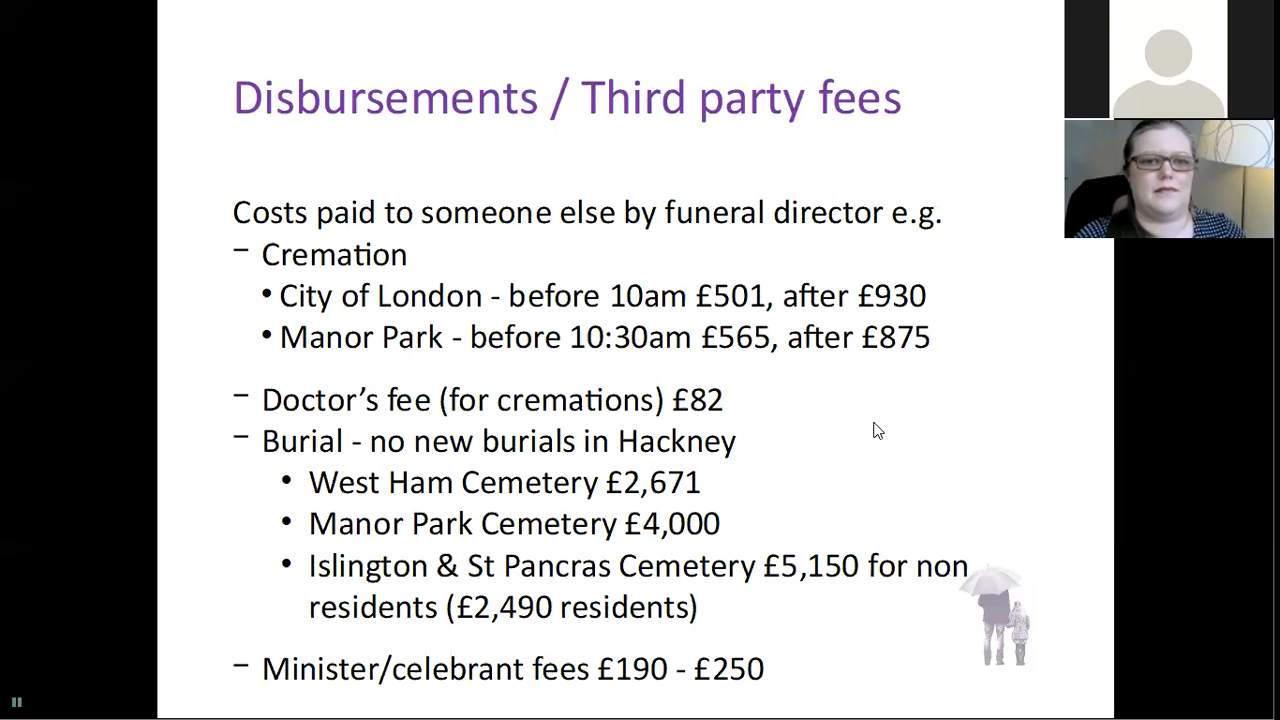 Disbursements / Third party fees
Costs paid to someone else by funeral director e.g.
– Cremation
• City of London - before 10am £501, after £930
• Manor Park - before 10:30am £565, after £875
– Doctor’s fee (for cremations) £82
– Burial - no new burials in Hackney
• West Ham Cemetery £2,671
• Manor Park Cemetery £4,000
• Islington & St Pancras Cemetery £5,150 for non
residents (£2,490 residents)
– Minister/celebrant fees £190 - £250